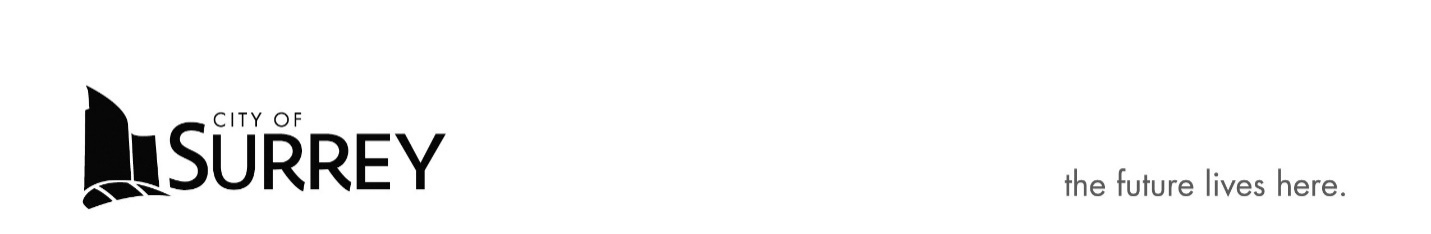 CITY OF
SURREY
the future lives here.